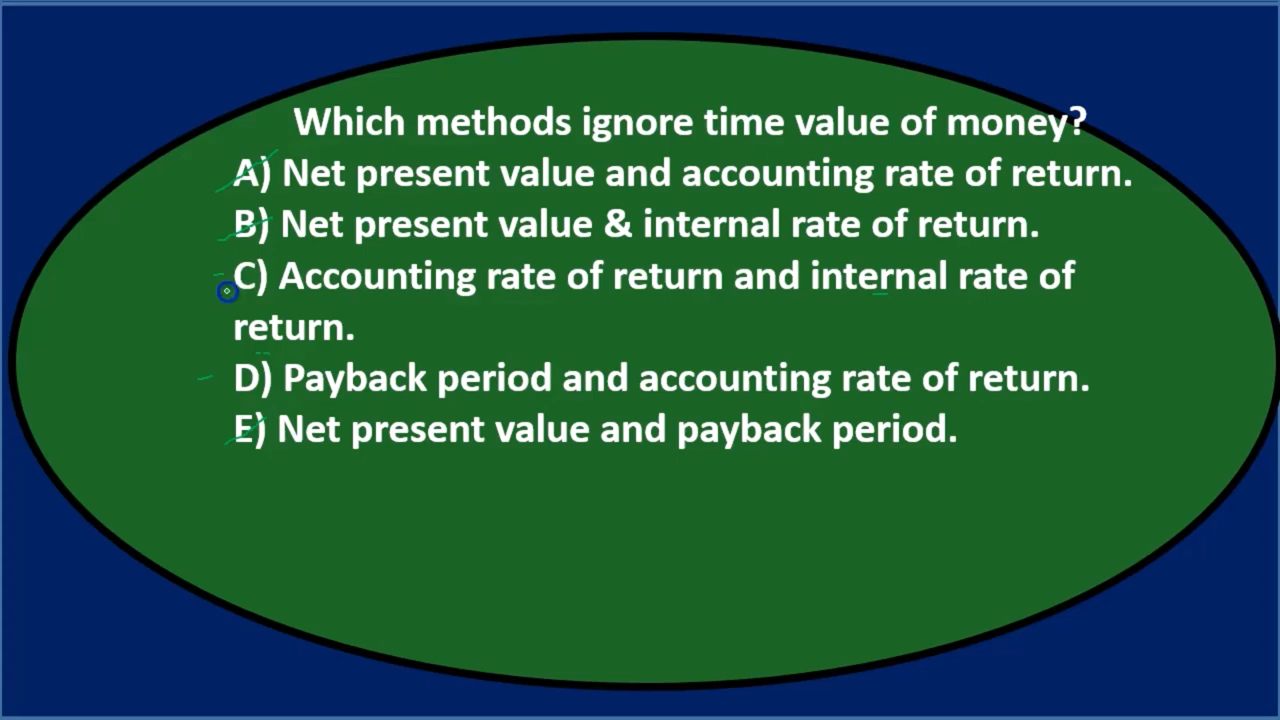 Which methods ignore time value of money?
A) Net present value and accounting rate of return.
B) Net present value & internal rate of return.
C) Accounting rate of return and internal rate of
return.
D) Payback period and accounting rate of return.
E) Net present value and payback period.